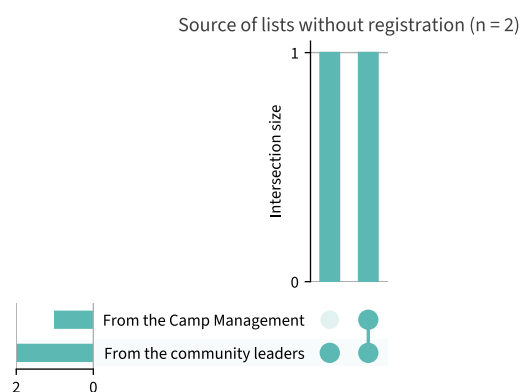 Source of lists without registration (n = 2)
1
Intersection size
0
From the Camp Management
From the community leaders
2 0